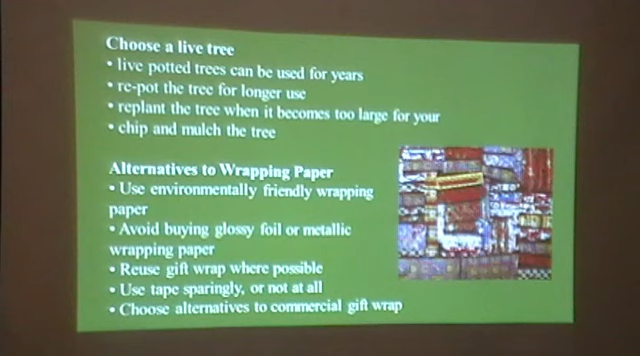 Choose a live tree
• live potted trees can be used for years
• re-pot the tree for longer use
• replant the tree when it becomes too large for your
• chip and mulch the tree
Alternatives to Wrapping Paper
• Use environmentally friendly wrapping
paper
• Avoid buying glossy foil or metallic
wrapping paper
• Reuse gift wrap where possible
• Use tape sparingly, or not at all
• Choose alternatives to commercial gift wrap